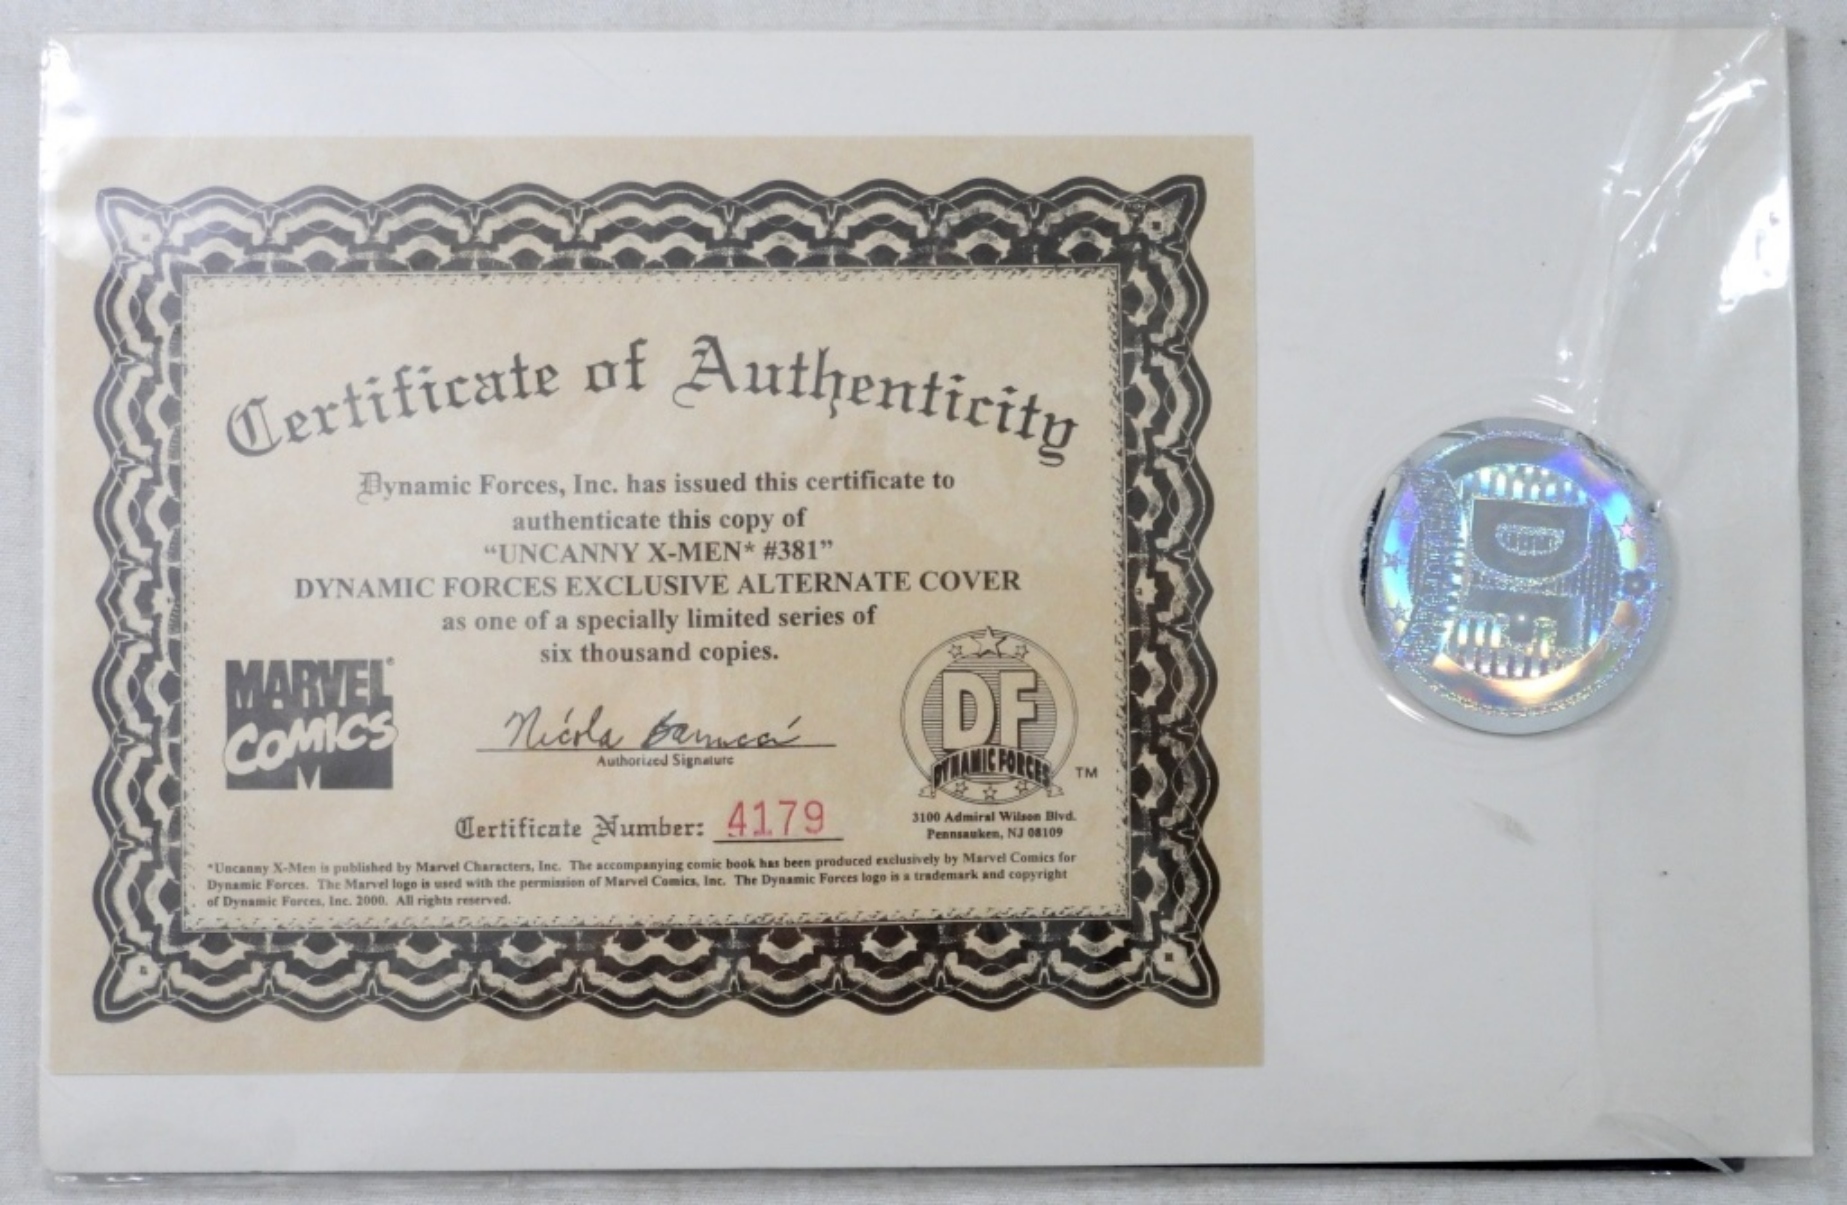 Certificate of Authenticity
Dynamic Forces, Inc. has issued this certificate to
authenticate this copy of
“UNCANNY X-MEN* #381”
DYNAMIC FORCES EXCLUSIVE ALTERNATE COVER
as one of a specially limited series of
six thousand copies.
MARVEL®
COMICS
Authorized Signature
DF
DYNAMIC FORCES
TM
Certificate Number: 4179
3100 Admiral Wilson Blvd.
Pennsauken, NJ 08109
*Uncanny X-Men is published by Marvel Characters, Inc. The accompanying comic book has been produced exclusively by Marvel Comics for
Dynamic Forces. The Marvel logo is used with the permission of Marvel Comics, Inc. The Dynamic Forces logo is a trademark and copyright
of Dynamic Forces, Inc. 2000. All rights reserved.
DF